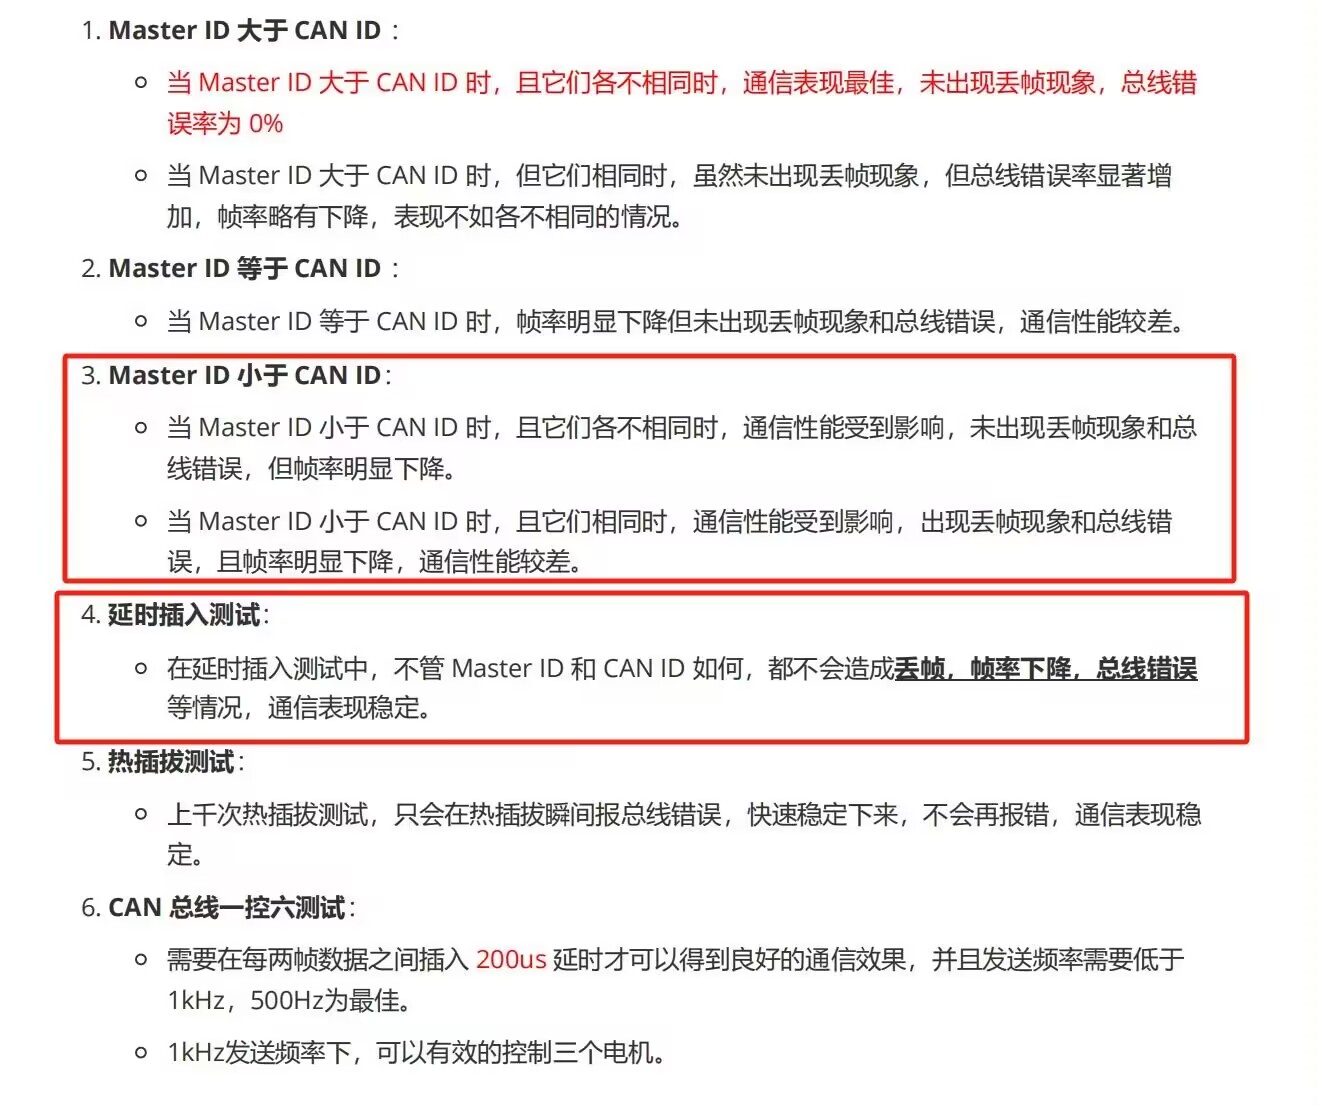 1. Master ID 大于 CAN ID ：
当 Master ID 大于 CAN ID 时，且它们各不相同时，通信表现最佳，未出现丢帧现象，总线错
误率为 0%
当 Master ID 大于 CAN ID 时，但它们相同时，虽然未出现丢帧现象，但总线错误率显著增
加，帧率略有下降，表现不如各不相同的情况。
2. Master ID 等于 CAN ID ：
当 Master ID 等于 CAN ID 时，帧率明显下降但未出现丢帧现象和总线错误，通信性能较差。
3. Master ID 小于 CAN ID：
当 Master ID 小于 CAN ID 时，且它们各不相同时，通信性能受到影响，未出现丢帧现象和总
线错误，但帧率明显下降。
当 Master ID 小于 CAN ID 时，且它们相同时，通信性能受到影响，出现丢帧现象和总线错
误，且帧率明显下降，通信性能较差。
4. 延时插入测试：
在延时插入测试中，不管 Master ID 和 CAN ID 如何，都不会造成丢帧，帧率下降，总线错误
等情况，通信表现稳定。
5. 热插拔测试：
上千次热插拔测试，只会在热插拔瞬间报总线错误，快速稳定下来，不会再报错，通信表现稳
定。
6. CAN 总线一控六测试：
需要在每两帧数据之间插入 200us 延时才可以得到良好的通信效果，并且发送频率需要低于
1kHz，500Hz为最佳。
1kHz发送频率下，可以有效的控制三个电机。